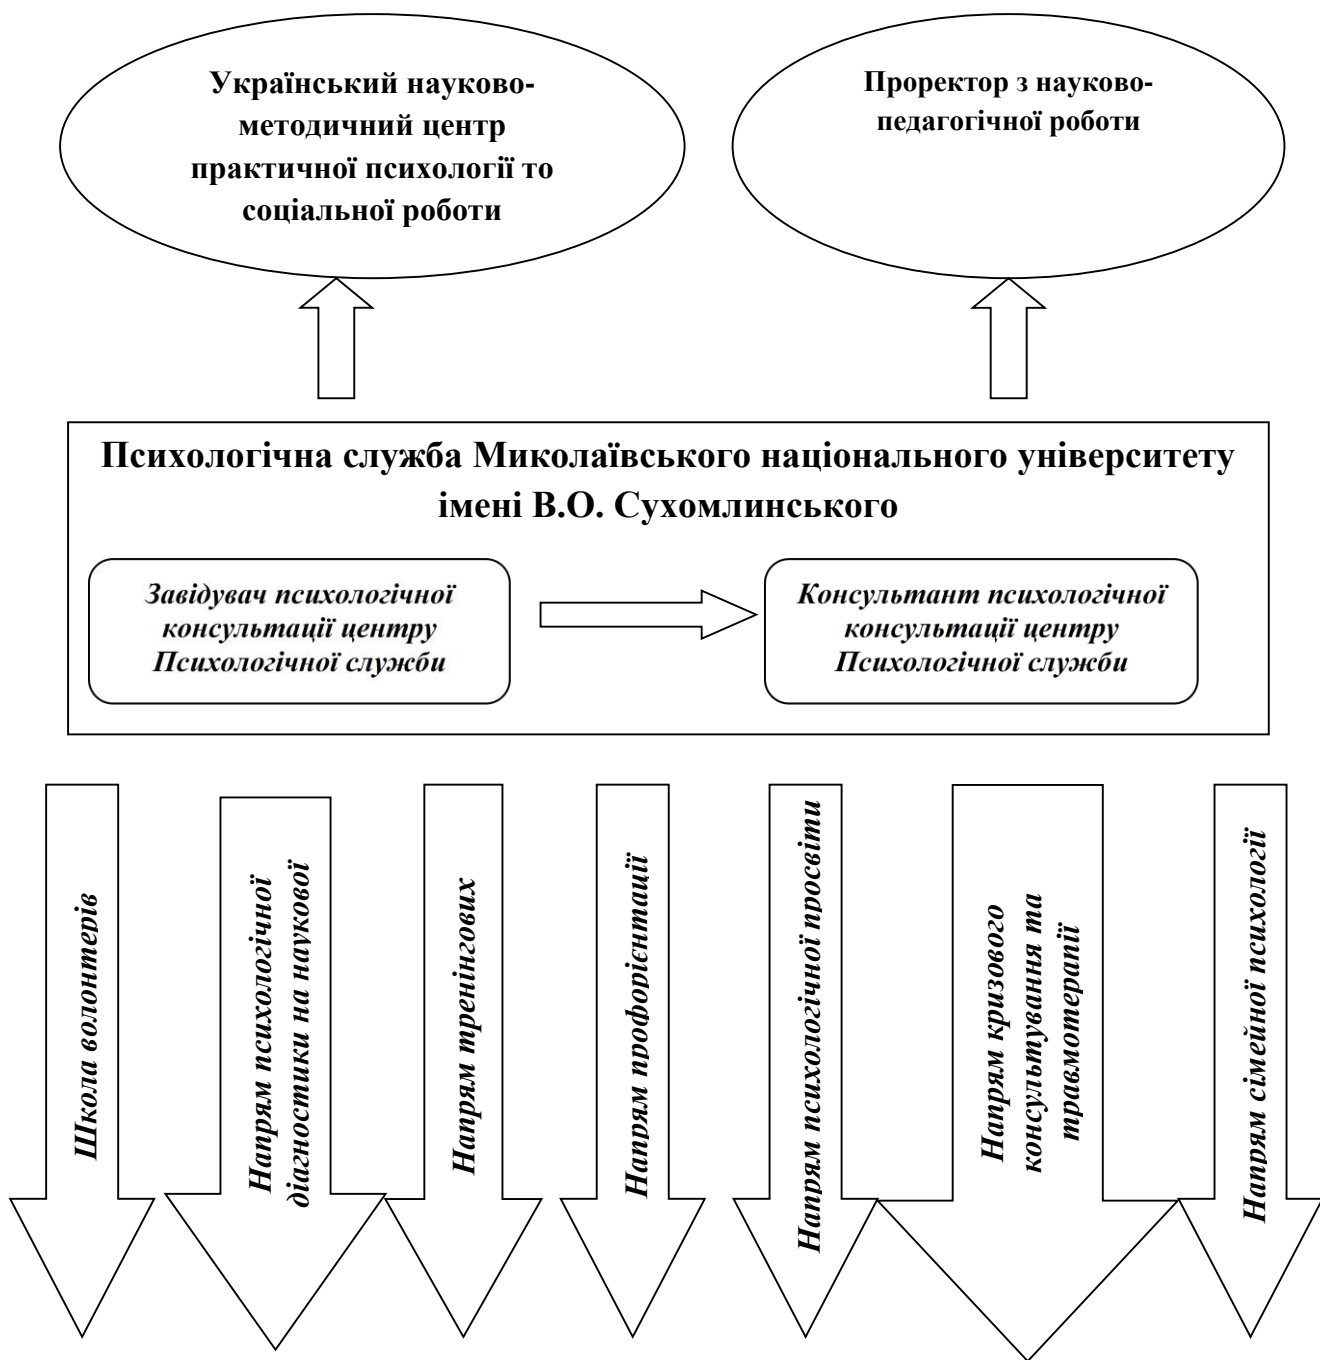 Український науково-
методичний центр
практичної психології то
соціальної роботи
Проректор з науково-
педагогічної роботи
Психологічна служба Миколаївського національного університету
імені В.О. Сухомлинського
Завідувач психологічної
консультації центру
Психологічної служби
Консультант психологічної
консультації центру
Психологічної служби
Школа волонтерів
Напрям психологічної
діагностики на наукової
Напрям тренінгових
Напрям профорієнтації
Напрям психологічної просвіти
Напрям кризового
консультування та
травмотерапії
Напрям сімейної психології